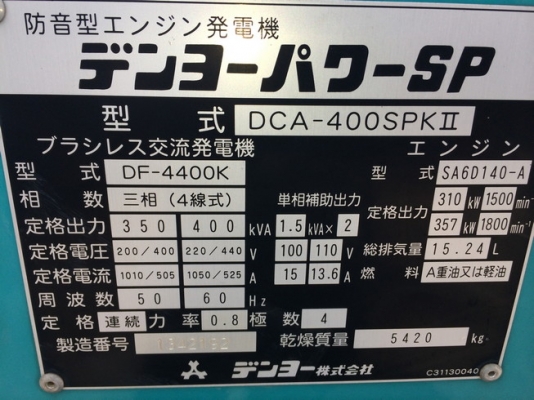 防音型エンジン発電機
デンヨーパワーSP
型式 DCA-400SPKⅡ
ブラシレス交流発電機 エンジン
型式 DF-4400K 型式 SA6D140-A
相数 三相(4線式) 単相補助出力 定格出力 310 kW 1500 min⁻¹
定格出力 350 400 kVA 1.5 kVA×2 357 kW 1800 min⁻¹
定格電圧 200/400 220/440 V 100 110 V 総排気量 15.24 L
定格電流 1010/505 1050/525 A 15 13.6 A 燃料 A重油又は軽油
周波数 50 60 Hz
定格 連続 力率 0.8 極数 4
製造番号 乾燥質量 5420 kg
デンヨー株式会社 C31130040